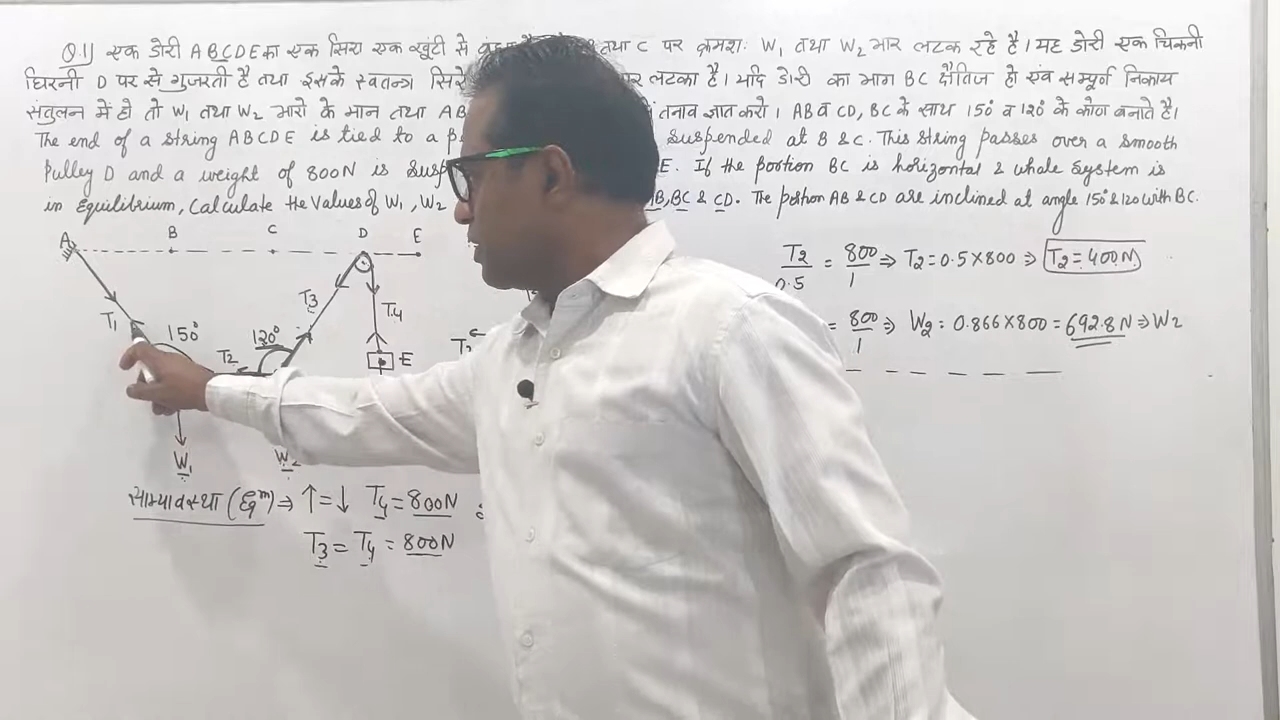 Q.1) एक डोरी ABCDE का एक सिरा एक खूंटी से तथा C पर क्रमशः W₁ तथा W₂ भार लटक रहे है। यह डोरी एक चिकनी
घिरनी D पर से गुजरती है तथा इसके स्वतन्त्र सिरे पर लटका है। यदि डोरी का भाग BC क्षैतिज हो एवं सम्पूर्ण निकाय
संतुलन में हो तो W₁ तथा W₂ भारो के मान तथा AB तनाव ज्ञात करो। AB व CD, BC के साथ 150° व 120° के कोण बनाते है।
The end of a string ABCDE is tied to a suspended at B & C. This string passes over a smooth
Pulley D and a weight of 800N is E. If the portion BC is horizontal & whole system is
in Equilibrium, Calculate the Values of W₁, W₂ AB, BC & CD. The portion AB & CD are inclined at angle 150° & 120 with BC.
A B C D E
T₂/0.5 = 800/1 ⇒ T₂ = 0.5×800 ⇒ T₂ = 400N
T₃ T₄
T₁ 150° 120°
= 800/1 ⇒ W₂ = 0.866×800 = 692.8N ⇒ W₂
T₂ E T₂
W₁ W₂
साम्यावस्था (Eq^m) ⇒ ↑=↓ T₄ = 800N
T₃ = T₄ = 800N